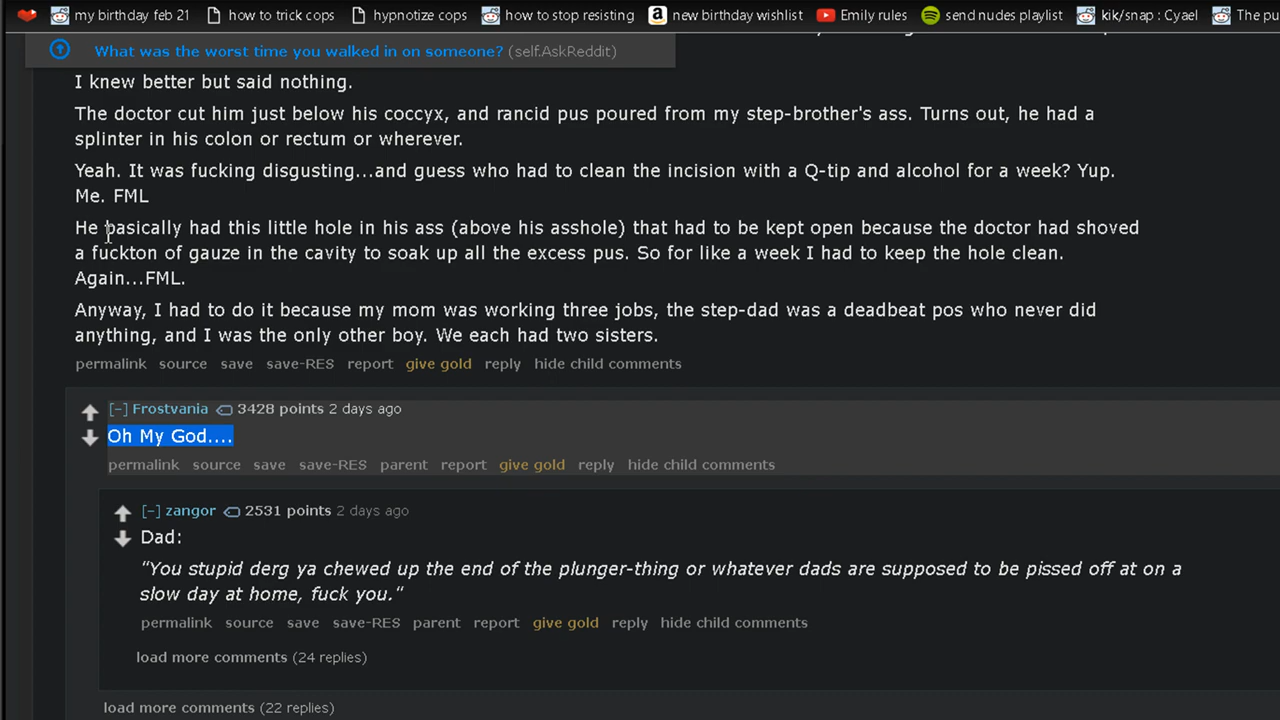 my birthday feb 21 how to trick cops hypnotize cops how to stop resisting new birthday wishlist Emily rules send nudes playlist kik/snap : Cyael The pu
What was the worst time you walked in on someone? (self.AskReddit)
I knew better but said nothing.
The doctor cut him just below his coccyx, and rancid pus poured from my step-brother's ass. Turns out, he had a
splinter in his colon or rectum or wherever.
Yeah. It was fucking disgusting...and guess who had to clean the incision with a Q-tip and alcohol for a week? Yup.
Me. FML
He basically had this little hole in his ass (above his asshole) that had to be kept open because the doctor had shoved
a fuckton of gauze in the cavity to soak up all the excess pus. So for like a week I had to keep the hole clean.
Again...FML.
Anyway, I had to do it because my mom was working three jobs, the step-dad was a deadbeat pos who never did
anything, and I was the only other boy. We each had two sisters.
permalink source save save-RES report give gold reply hide child comments
[–] Frostvania 3428 points 2 days ago
Oh My God....
permalink source save save-RES parent report give gold reply hide child comments
[–] zangor 2531 points 2 days ago
Dad:
"You stupid derg ya chewed up the end of the plunger-thing or whatever dads are supposed to be pissed off at on a
slow day at home, fuck you."
permalink source save save-RES parent report give gold reply hide child comments
load more comments (24 replies)
load more comments (22 replies)